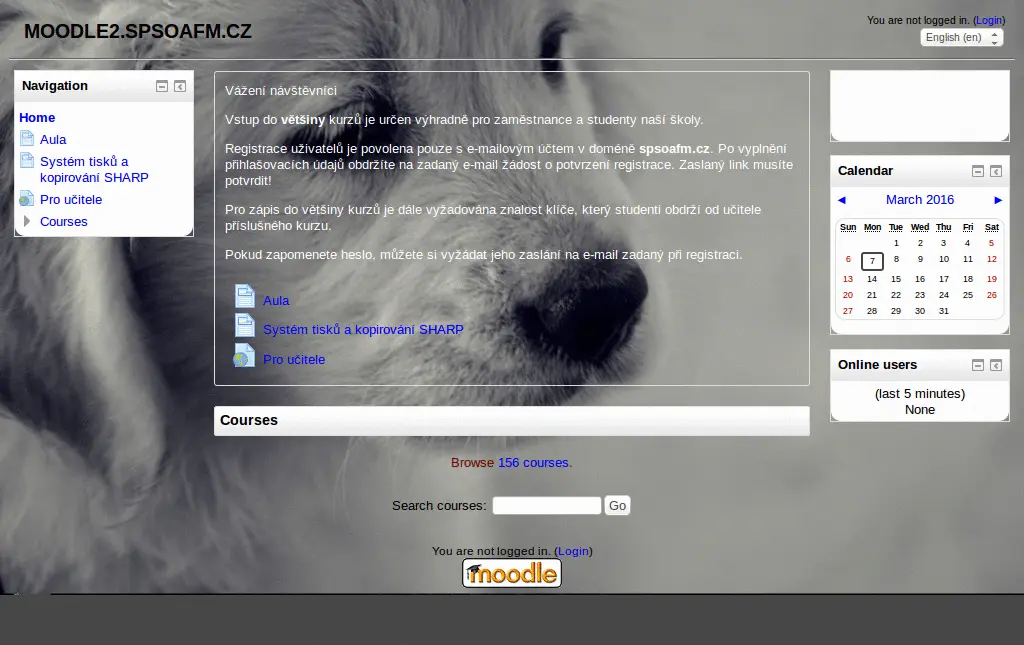 MOODLE2.SPSOAFM.CZ
You are not logged in. (Login)
English (en)
Navigation
Home
Aula
Systém tisků a
kopirování SHARP
Pro učitele
Courses
Vážení návštěvníci
Vstup do většiny kurzů je určen výhradně pro zaměstnance a studenty naší školy.
Registrace uživatelů je povolena pouze s e-mailovým účtem v doméně spsoafm.cz. Po vyplnění
přihlašovacích údajů obdržíte na zadaný e-mail žádost o potvrzení registrace. Zaslaný link musíte
potvrdit!
Pro zápis do většiny kurzů je dále vyžadována znalost klíče, který studenti obdrží od učitele
příslušného kurzu.
Pokud zapomenete heslo, můžete si vyžádat jeho zaslání na e-mail zadaný při registraci.
Aula
Systém tisků a kopirování SHARP
Pro učitele
Courses
Browse 156 courses.
Search courses: Go
You are not logged in. (Login)
moodle
Calendar
◄ March 2016 ►
Sun Mon Tue Wed Thu Fri Sat
1 2 3 4 5
6 7 8 9 10 11 12
13 14 15 16 17 18 19
20 21 22 23 24 25 26
27 28 29 30 31
Online users
(last 5 minutes)
None